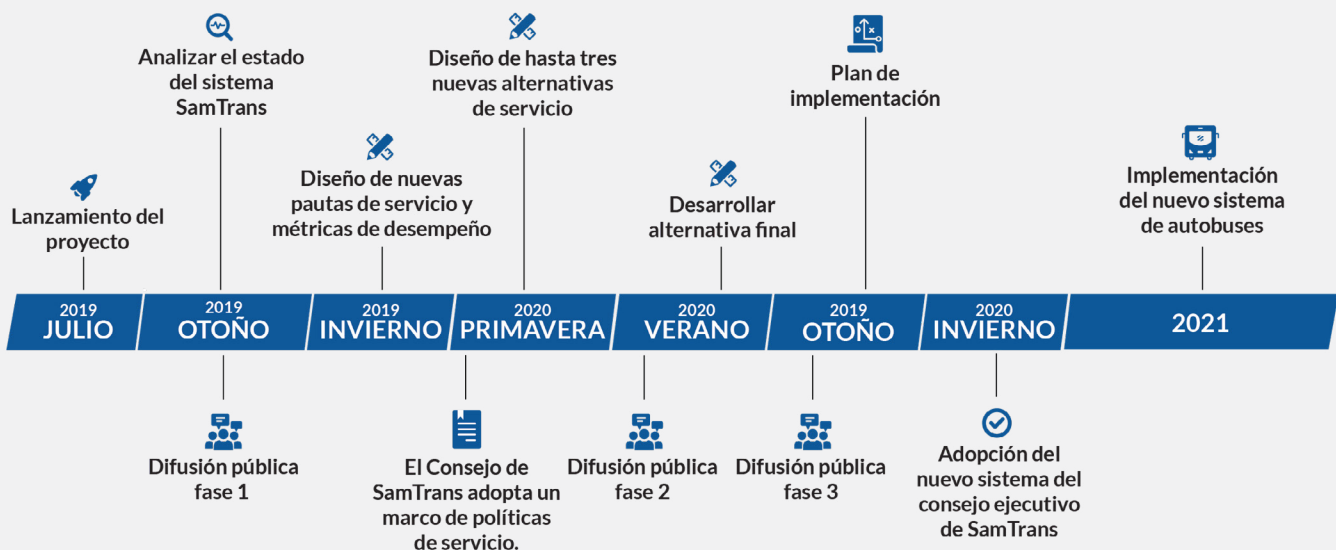 Analizar el estado
del sistema
SamTrans
Diseño de hasta tres
nuevas alternativas
de servicio
Plan de
implementación
Diseño de nuevas
pautas de servicio y
métricas de desempeño
Implementación
del nuevo sistema
de autobuses
Lanzamiento del
proyecto
Desarrollar
alternativa final
2019
JULIO
2019
OTOÑO
2019
INVIERNO
2020
PRIMAVERA
2020
VERANO
2019
OTOÑO
2020
INVIERNO
2021
Difusión pública
fase 1
El Consejo de
SamTrans adopta un
marco de políticas
de servicio.
Difusión pública
fase 2
Difusión pública
fase 3
Adopción del
nuevo sistema del
consejo ejecutivo
de SamTrans